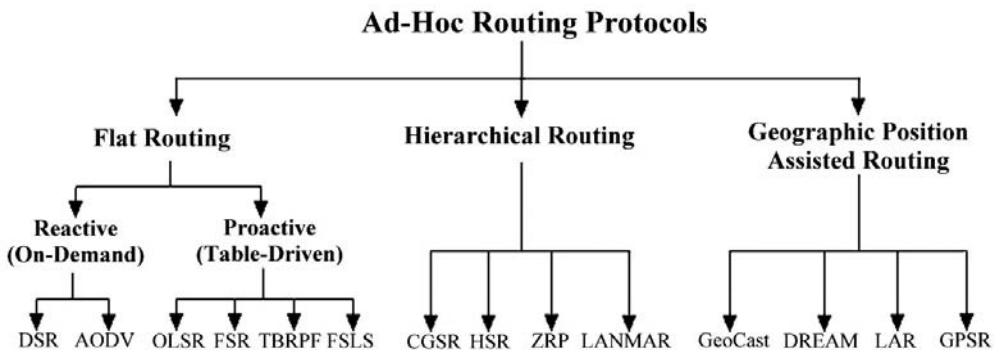 Ad-Hoc Routing Protocols
Flat Routing
Hierarchical Routing
Geographic Position
Assisted Routing
Reactive
(On-Demand)
Proactive
(Table-Driven)
DSR AODV OLSR FSR TBRPF FSLS CGSR HSR ZRP LANMAR GeoCast DREAM LAR GPSR